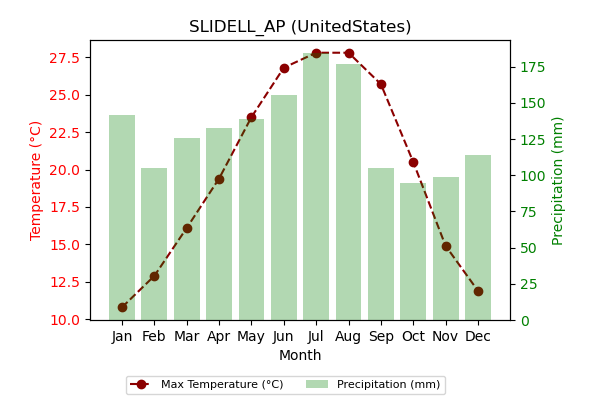 SLIDELL_AP (UnitedStates)
Temperature (°C)
27.5
25.0
22.5
20.0
17.5
15.0
12.5
10.0
175
150
125
100
75
50
25
0
Precipitation (mm)
Jan Feb Mar Apr May Jun Jul Aug Sep Oct Nov Dec
Month
Max Temperature (°C) Precipitation (mm)